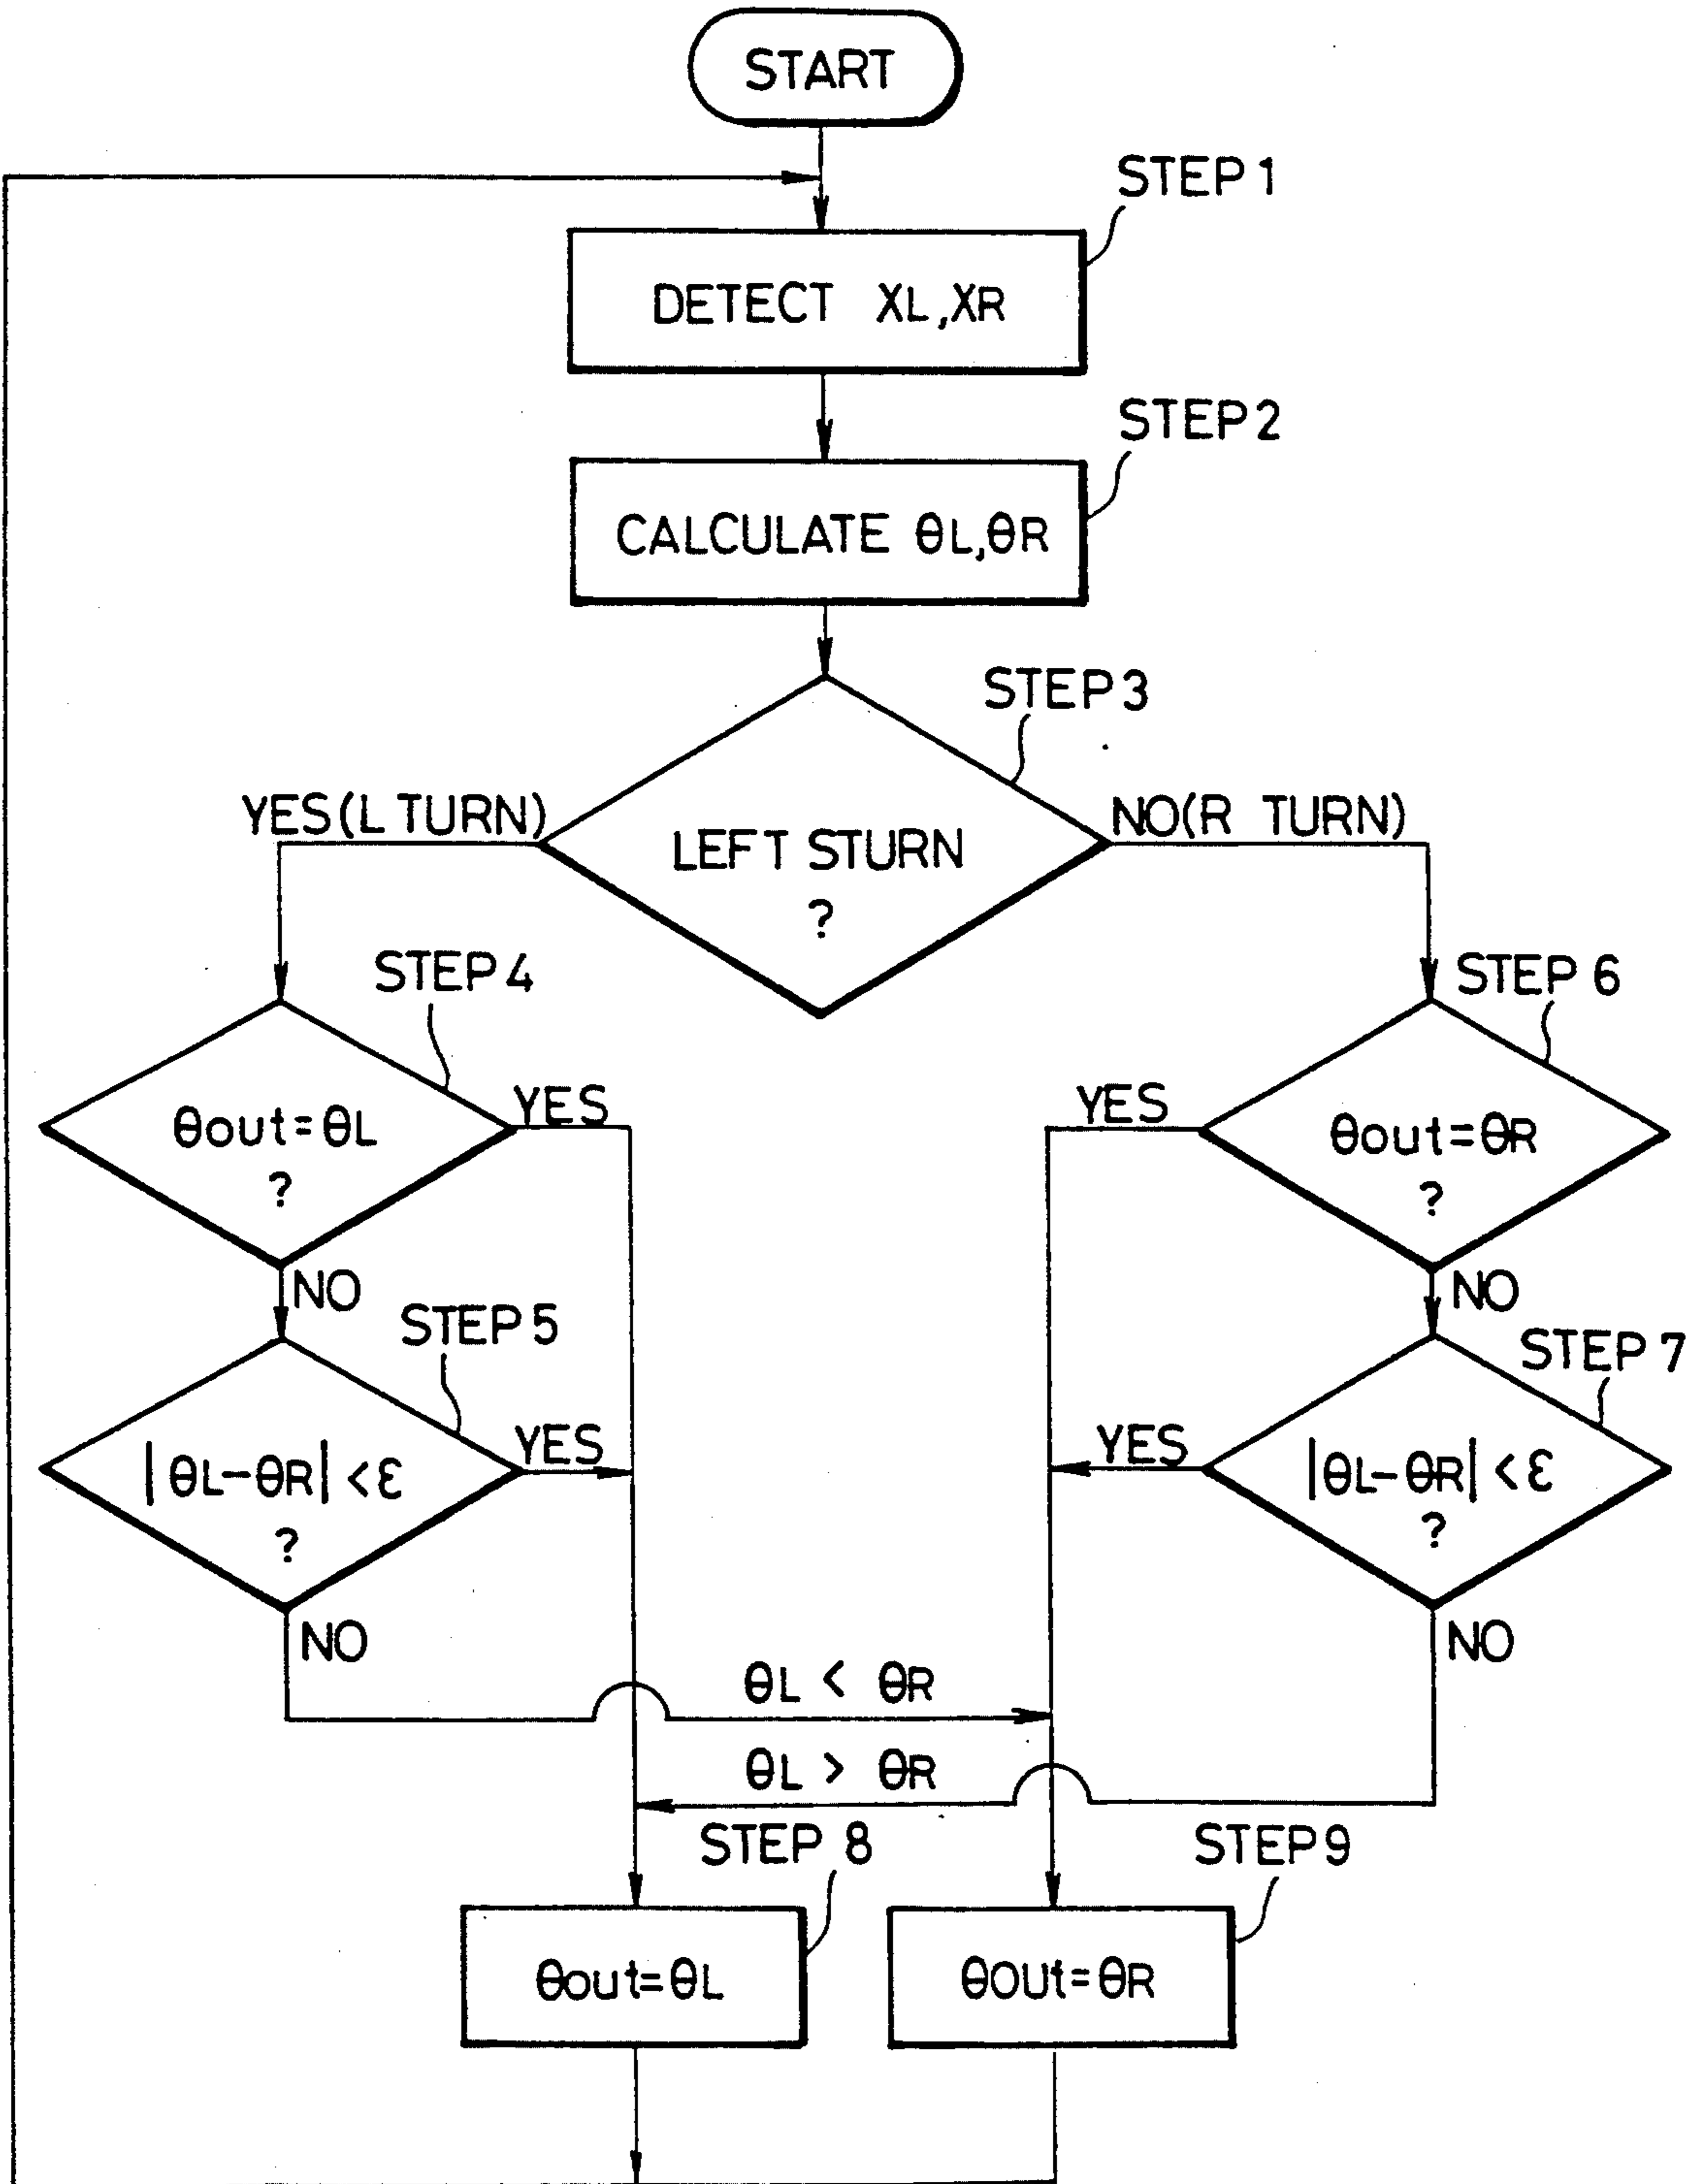 START
STEP 1
DETECT XL,XR
STEP 2
CALCULATE θL,θR
STEP 3
YES(L TURN)
NO(R TURN)
LEFT STURN
?
STEP 4
STEP 6
YES
YES
θout=θL
?
θout=θR
?
NO
NO
STEP 5
STEP 7
YES
YES
|θL-θR|<ε
?
|θL-θR|<ε
?
NO
NO
θL < θR
θL > θR
STEP 8
STEP 9
θout=θL
θout=θR